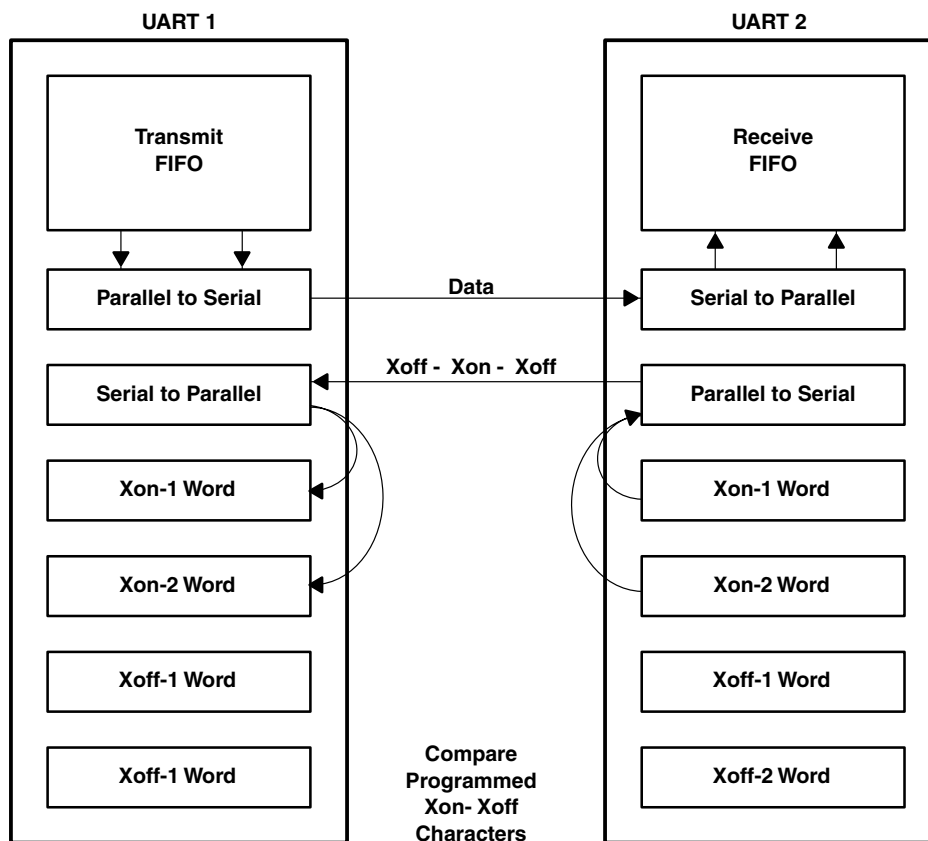 UART 1
UART 2
Transmit
FIFO
Receive
FIFO
Parallel to Serial
Data
Serial to Parallel
Xoff - Xon - Xoff
Serial to Parallel
Parallel to Serial
Xon-1 Word
Xon-1 Word
Xon-2 Word
Xon-2 Word
Xoff-1 Word
Xoff-1 Word
Xoff-1 Word
Compare
Programmed
Xon- Xoff
Characters
Xoff-2 Word